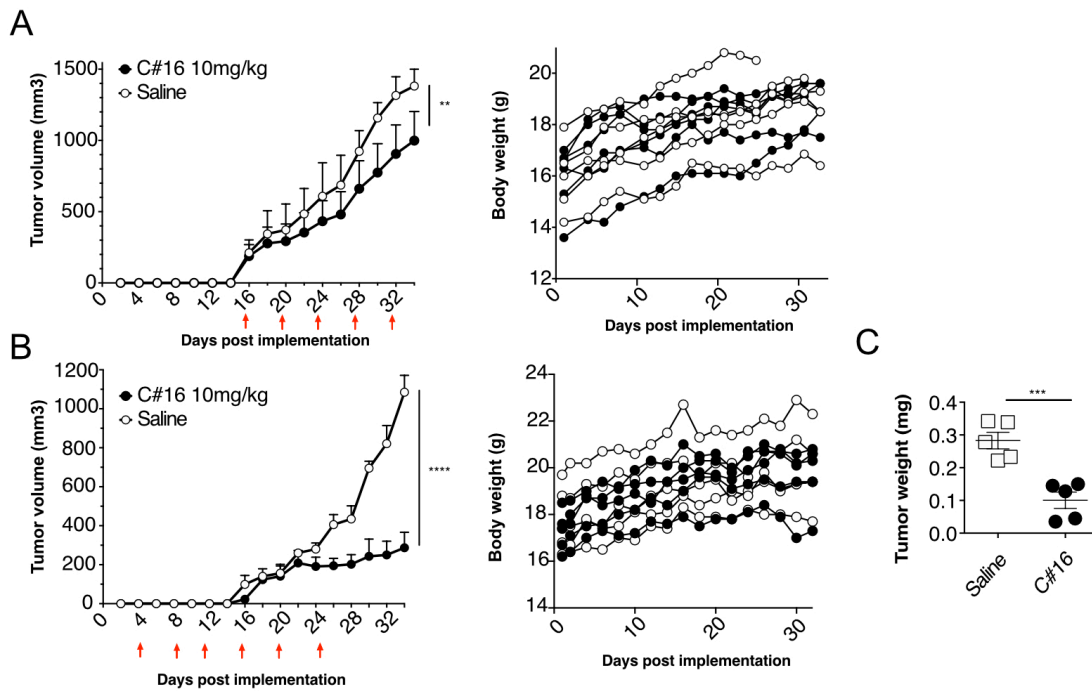 A
C#16 10mg/kg
Saline
Tumor volume (mm3)
1500
1000
500
0
**
0 4 8 12 16 20 24 28 32
Days post implementation
Body weight (g)
20
18
16
14
12
0 10 20 30
Days post implementation
B
C#16 10mg/kg
Saline
Tumor volume (mm3)
1200
1000
800
600
400
200
0
****
0 4 8 12 16 20 24 28 32
Days post implementation
Body weight (g)
24
22
20
18
16
14
0 10 20 30
Days post implementation
C
Tumor weight (mg)
0.4
0.3
0.2
0.1
0.0
***
Saline C#16